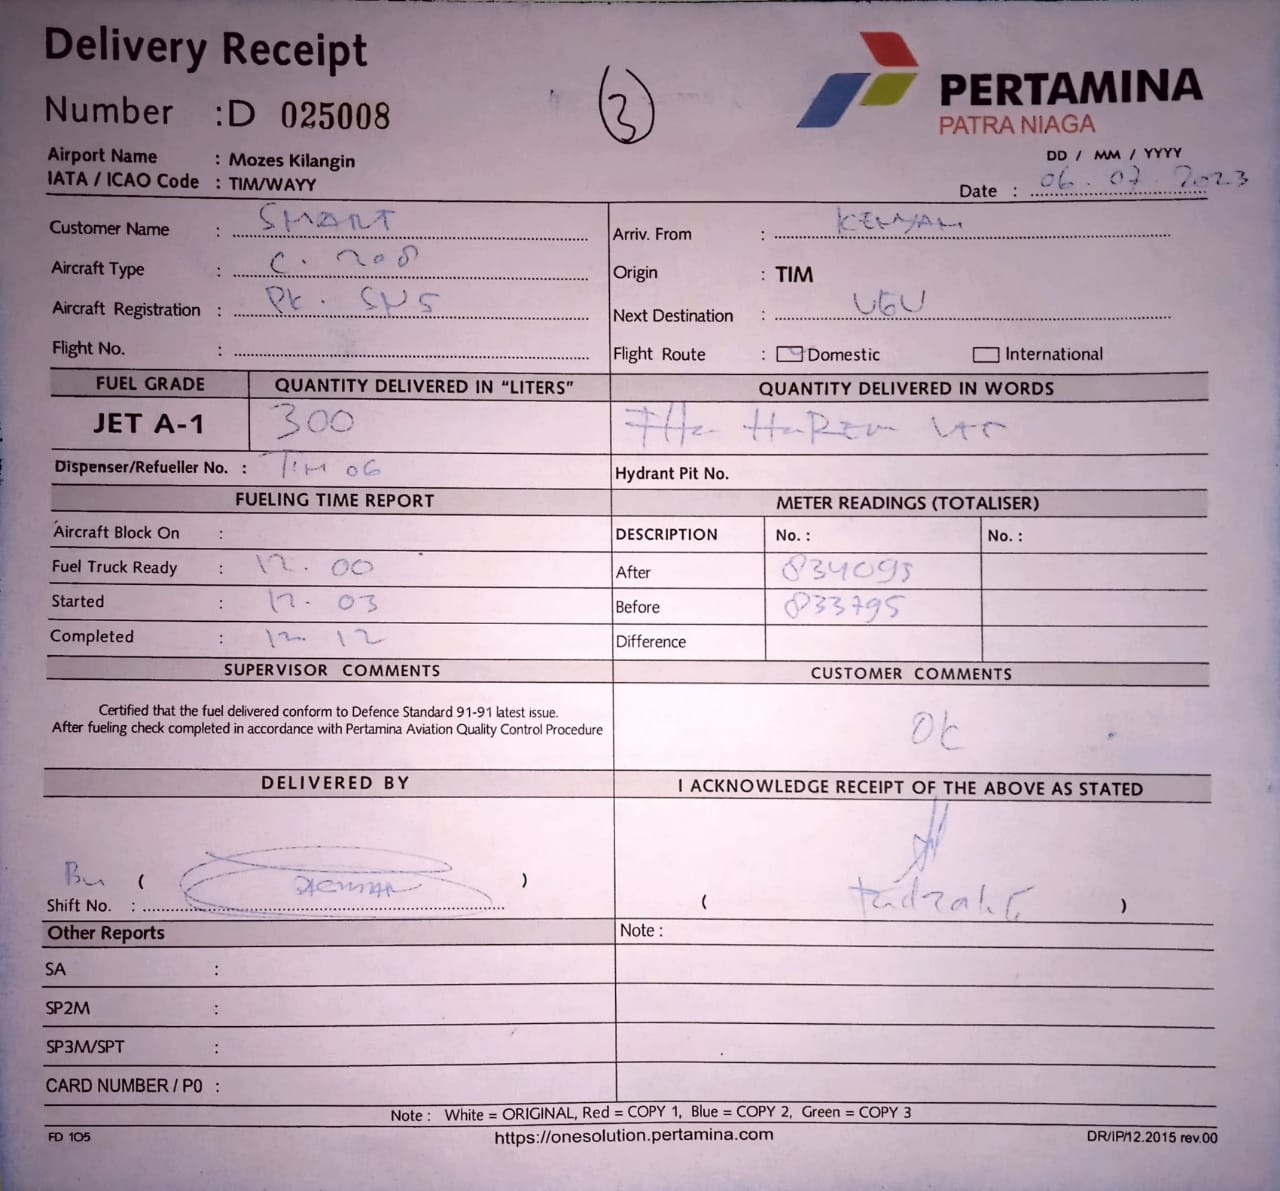 Delivery Receipt
Number : D 025008
3
PERTAMINA
PATRA NIAGA
Airport Name : Mozes Kilangin
IATA / ICAO Code : TIM/WAYY
DD / MM / YYYY
Date : 06. 07. 2023
Customer Name : SMART
Arriv. From : KENYAM
Aircraft Type : C. 208
Origin : TIM
Aircraft Registration : PK. SNS
Next Destination : UGU
Flight No. :
Flight Route : Domestic International
FUEL GRADE QUANTITY DELIVERED IN “LITERS” QUANTITY DELIVERED IN WORDS
JET A-1 300
Dispenser/Refueller No. : TIM 06
Hydrant Pit No.
FUELING TIME REPORT METER READINGS (TOTALISER)
Aircraft Block On :
DESCRIPTION No. : No. :
Fuel Truck Ready : 12. 00
After 834095
Started : 12. 03
Before 833795
Completed : 12. 12
Difference
SUPERVISOR COMMENTS CUSTOMER COMMENTS
Certified that the fuel delivered conform to Defence Standard 91-91 latest issue.
After fueling check completed in accordance with Pertamina Aviation Quality Control Procedure
OK
DELIVERED BY I ACKNOWLEDGE RECEIPT OF THE ABOVE AS STATED
( )
Shift No. :
( )
Other Reports Note :
SA :
SP2M :
SP3M/SPT :
CARD NUMBER / PO :
Note : White = ORIGINAL, Red = COPY 1, Blue = COPY 2, Green = COPY 3
FD 105 https://onesolution.pertamina.com DR/IP/12.2015 rev.00